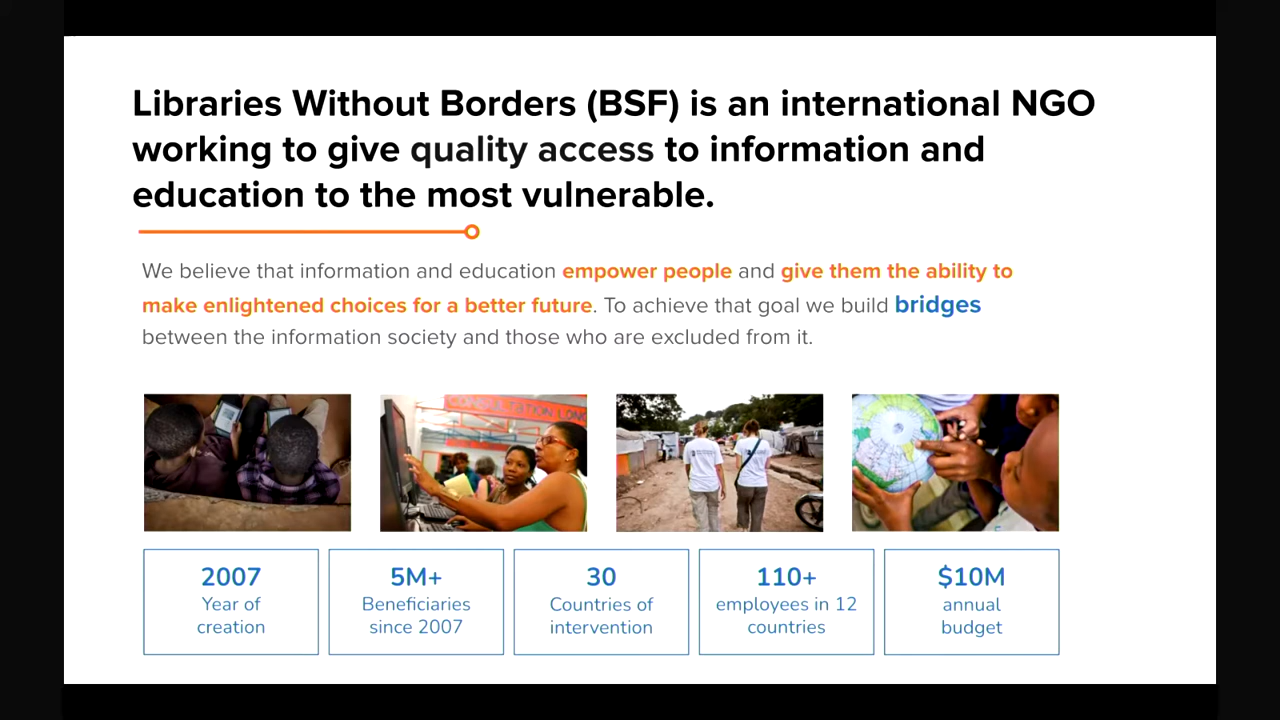 Libraries Without Borders (BSF) is an international NGO
working to give quality access to information and
education to the most vulnerable.
We believe that information and education empower people and give them the ability to
make enlightened choices for a better future. To achieve that goal we build bridges
between the information society and those who are excluded from it.
CONSULTATION LONG
2007
Year of
creation
5M+
Beneficiaries
since 2007
30
Countries of
intervention
110+
employees in 12
countries
$10M
annual
budget